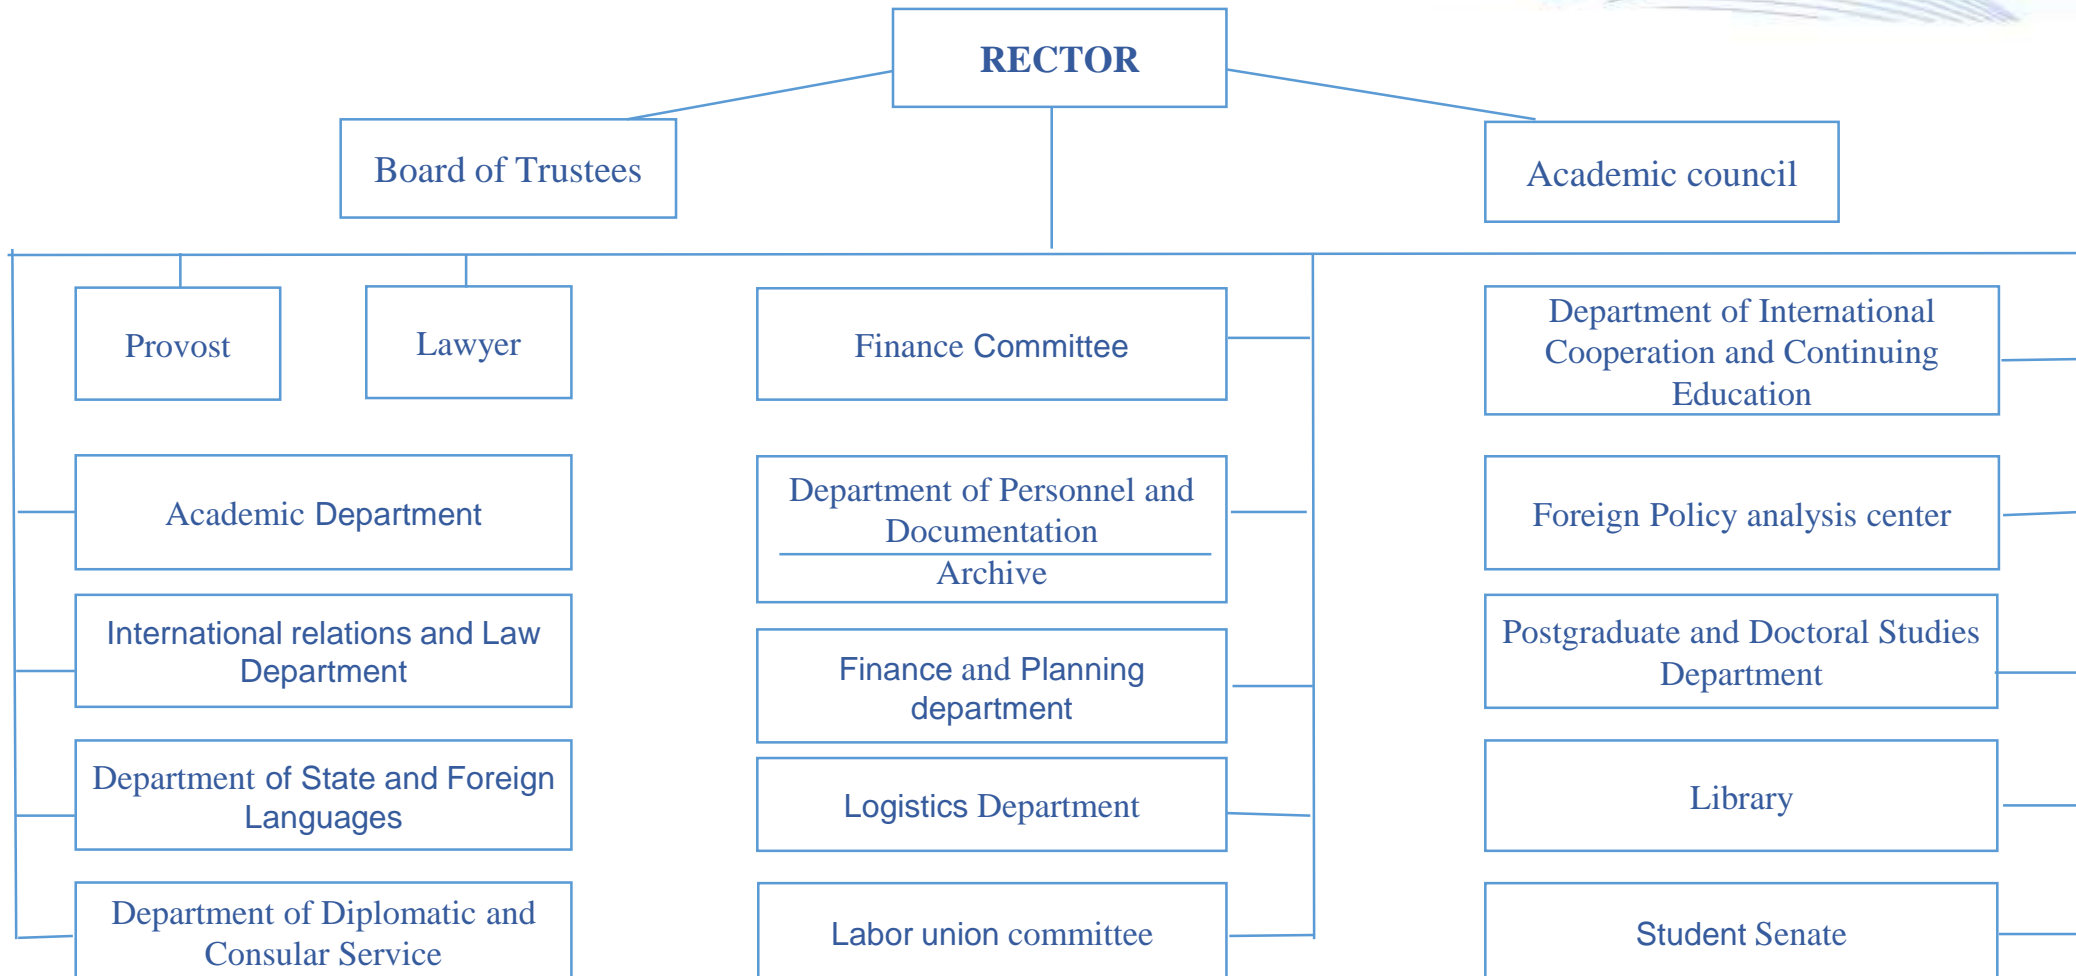 RECTOR
Board of Trustees
Academic council
Provost
Lawyer
Finance Committee
Department of International
Cooperation and Continuing
Education
Academic Department
Department of Personnel and
Documentation
Archive
Foreign Policy analysis center
International relations and Law
Department
Finance and Planning
department
Postgraduate and Doctoral Studies
Department
Department of State and Foreign
Languages
Logistics Department
Library
Department of Diplomatic and
Consular Service
Labor union committee
Student Senate